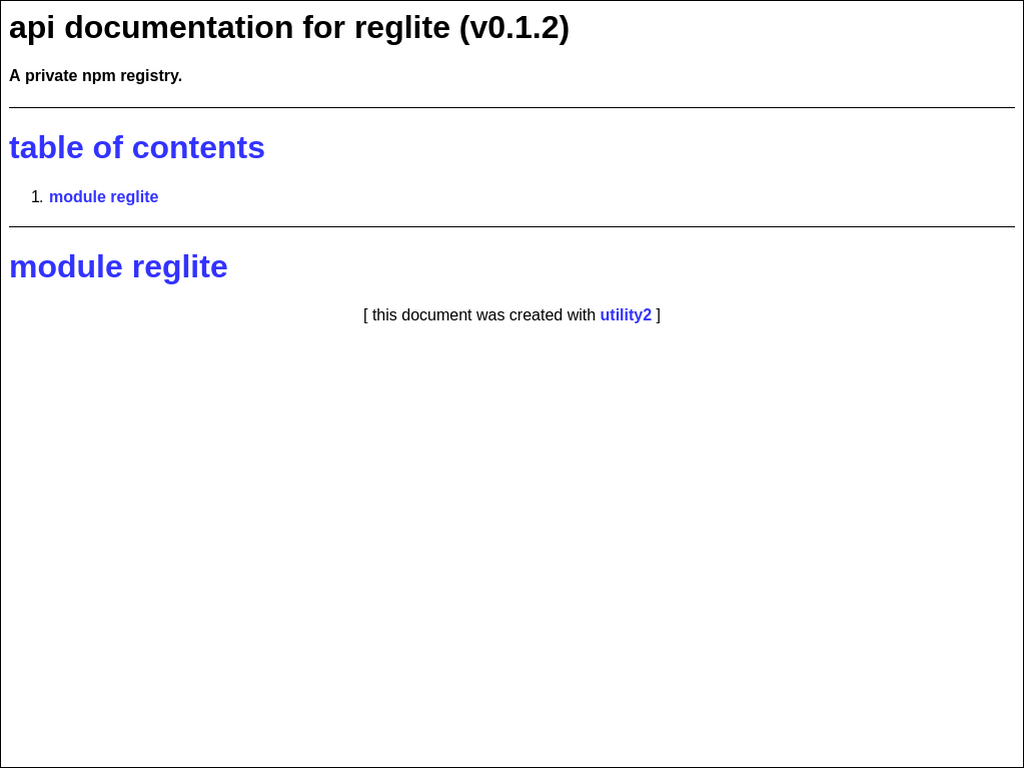 api documentation for reglite (v0.1.2)
A private npm registry.
table of contents
1. module reglite
module reglite
[ this document was created with utility2 ]